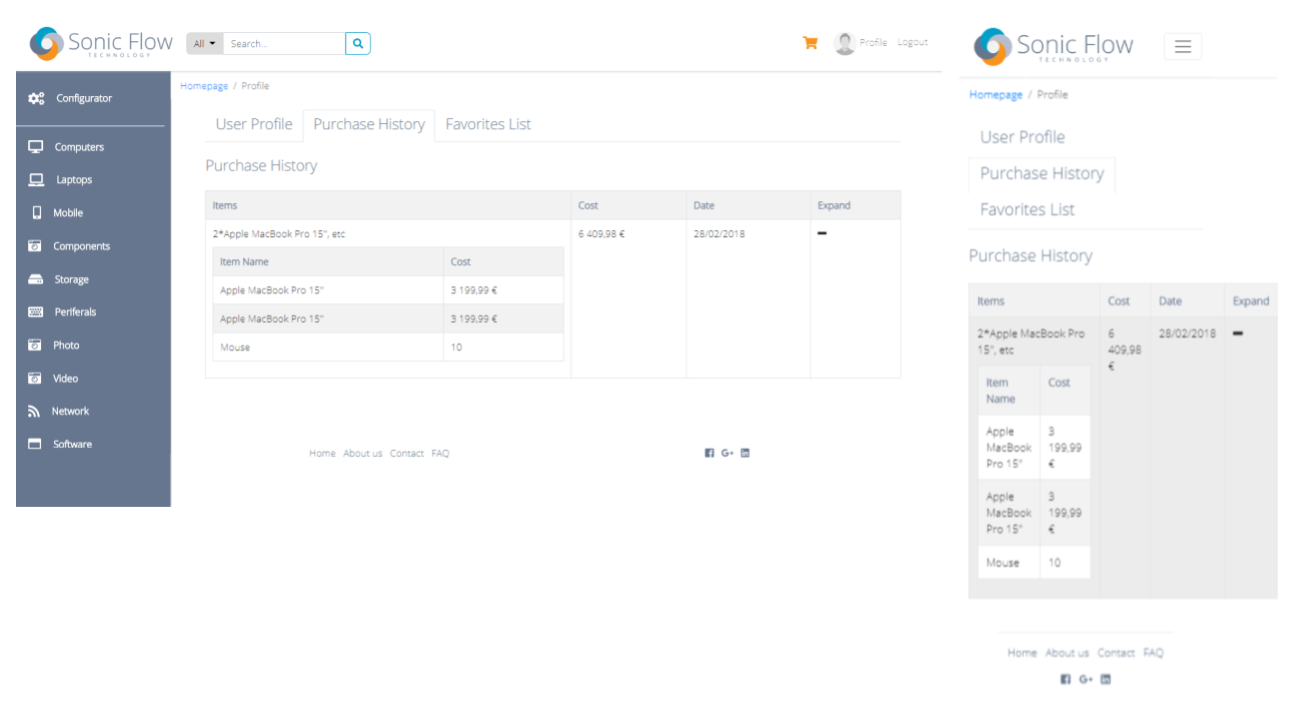 Sonic Flow
TECHNOLOGY
All Search... Profile Logout
Configurator
Computers
Laptops
Mobile
Components
Storage
Periferals
Photo
Video
Network
Software
Homepage / Profile
User Profile Purchase History Favorites List
Purchase History
Items Cost Date Expand
2*Apple MacBook Pro 15", etc 6 409,98 € 28/02/2018
Item Name Cost
Apple MacBook Pro 15" 3 199,99 €
Apple MacBook Pro 15" 3 199,99 €
Mouse 10
Home About us Contact FAQ
G+ in
Sonic Flow
TECHNOLOGY
Homepage / Profile
User Profile
Purchase History
Favorites List
Purchase History
Items Cost Date Expand
2*Apple MacBook Pro 6 28/02/2018
15", etc 409,98
€
Item Cost
Name
Apple 3
MacBook 199,99
Pro 15" €
Apple 3
MacBook 199,99
Pro 15" €
Mouse 10
Home About us Contact FAQ
G+ in